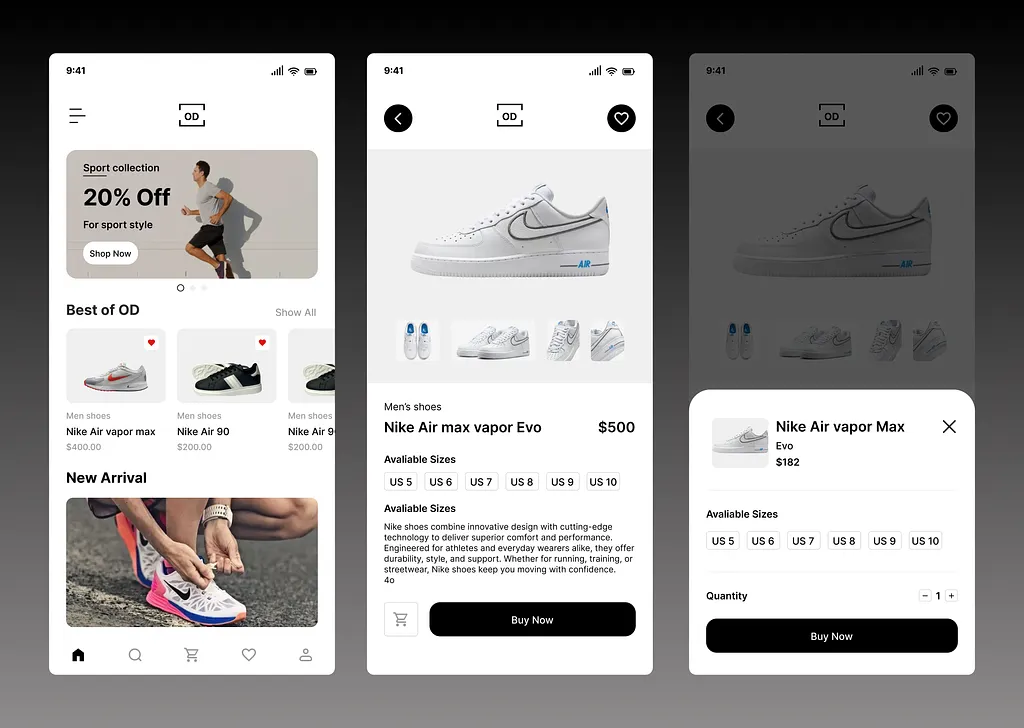 9:41
OD
Sport collection
20% Off
For sport style
Shop Now
Best of OD
Show All
Men shoes
Nike Air vapor max
$400.00
Men shoes
Nike Air 90
$200.00
Men shoes
Nike Air 9
$200.00
New Arrival
9:41
OD
AIR
Men's shoes
Nike Air max vapor Evo
$500
Avaliable Sizes
US 5
US 6
US 7
US 8
US 9
US 10
Avaliable Sizes
Nike shoes combine innovative design with cutting-edge
technology to deliver superior comfort and performance.
Engineered for athletes and everyday wearers alike, they offer
durability, style, and support. Whether for running, training, or
streetwear, Nike shoes keep you moving with confidence.
4o
Buy Now
9:41
OD
AIR
Nike Air vapor Max
Evo
$182
Avaliable Sizes
US 5
US 6
US 7
US 8
US 9
US 10
Quantity
− 1 +
Buy Now